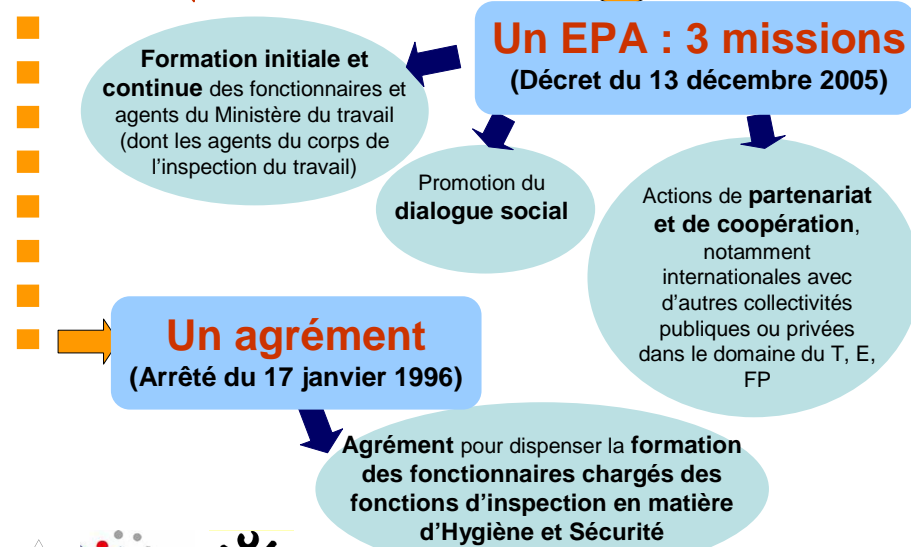 Un EPA : 3 missions
(Décret du 13 décembre 2005)
Formation initiale et
continue des fonctionnaires et
agents du Ministère du travail
(dont les agents du corps de
l’inspection du travail)
Promotion du
dialogue social
Actions de partenariat
et de coopération,
notamment
internationales avec
d’autres collectivités
publiques ou privées
dans le domaine du T, E,
FP
Un agrément
(Arrêté du 17 janvier 1996)
Agrément pour dispenser la formation
des fonctionnaires chargés des
fonctions d’inspection en matière
d’Hygiène et Sécurité